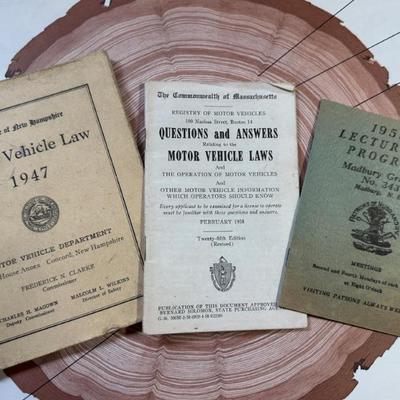 of New Hampshire
Vehicle Law
1947
MOTOR VEHICLE DEPARTMENT
House Annex Concord, New Hampshire
FREDERICK N. CLARKE
Commissioner
CHARLES H. MAGOWN
Deputy Commissioner
MALCOLM L. WILKINS
Director of Safety
The Commonwealth of Massachusetts
REGISTRY OF MOTOR VEHICLES
100 Nashua Street, Boston 14
QUESTIONS and ANSWERS
Relating to the
MOTOR VEHICLE LAWS
And
THE OPERATION OF MOTOR VEHICLES
And
OTHER MOTOR VEHICLE INFORMATION
WHICH OPERATORS SHOULD KNOW
Every applicant to be examined for a license to operate
must be familiar with these questions and answers.
FEBRUARY 1958
(Revised)
PUBLICATION OF THIS DOCUMENT APPROVED
BERNARD SOLOMON, STATE PURCHASING
195
LECTUR
PROGR
Madbury Gr
No. 343
Madbury, N.
MEETINGS
Second and Fourth Mondays of each
at Eight O'clock
VISITING PATRONS ALWAYS WE